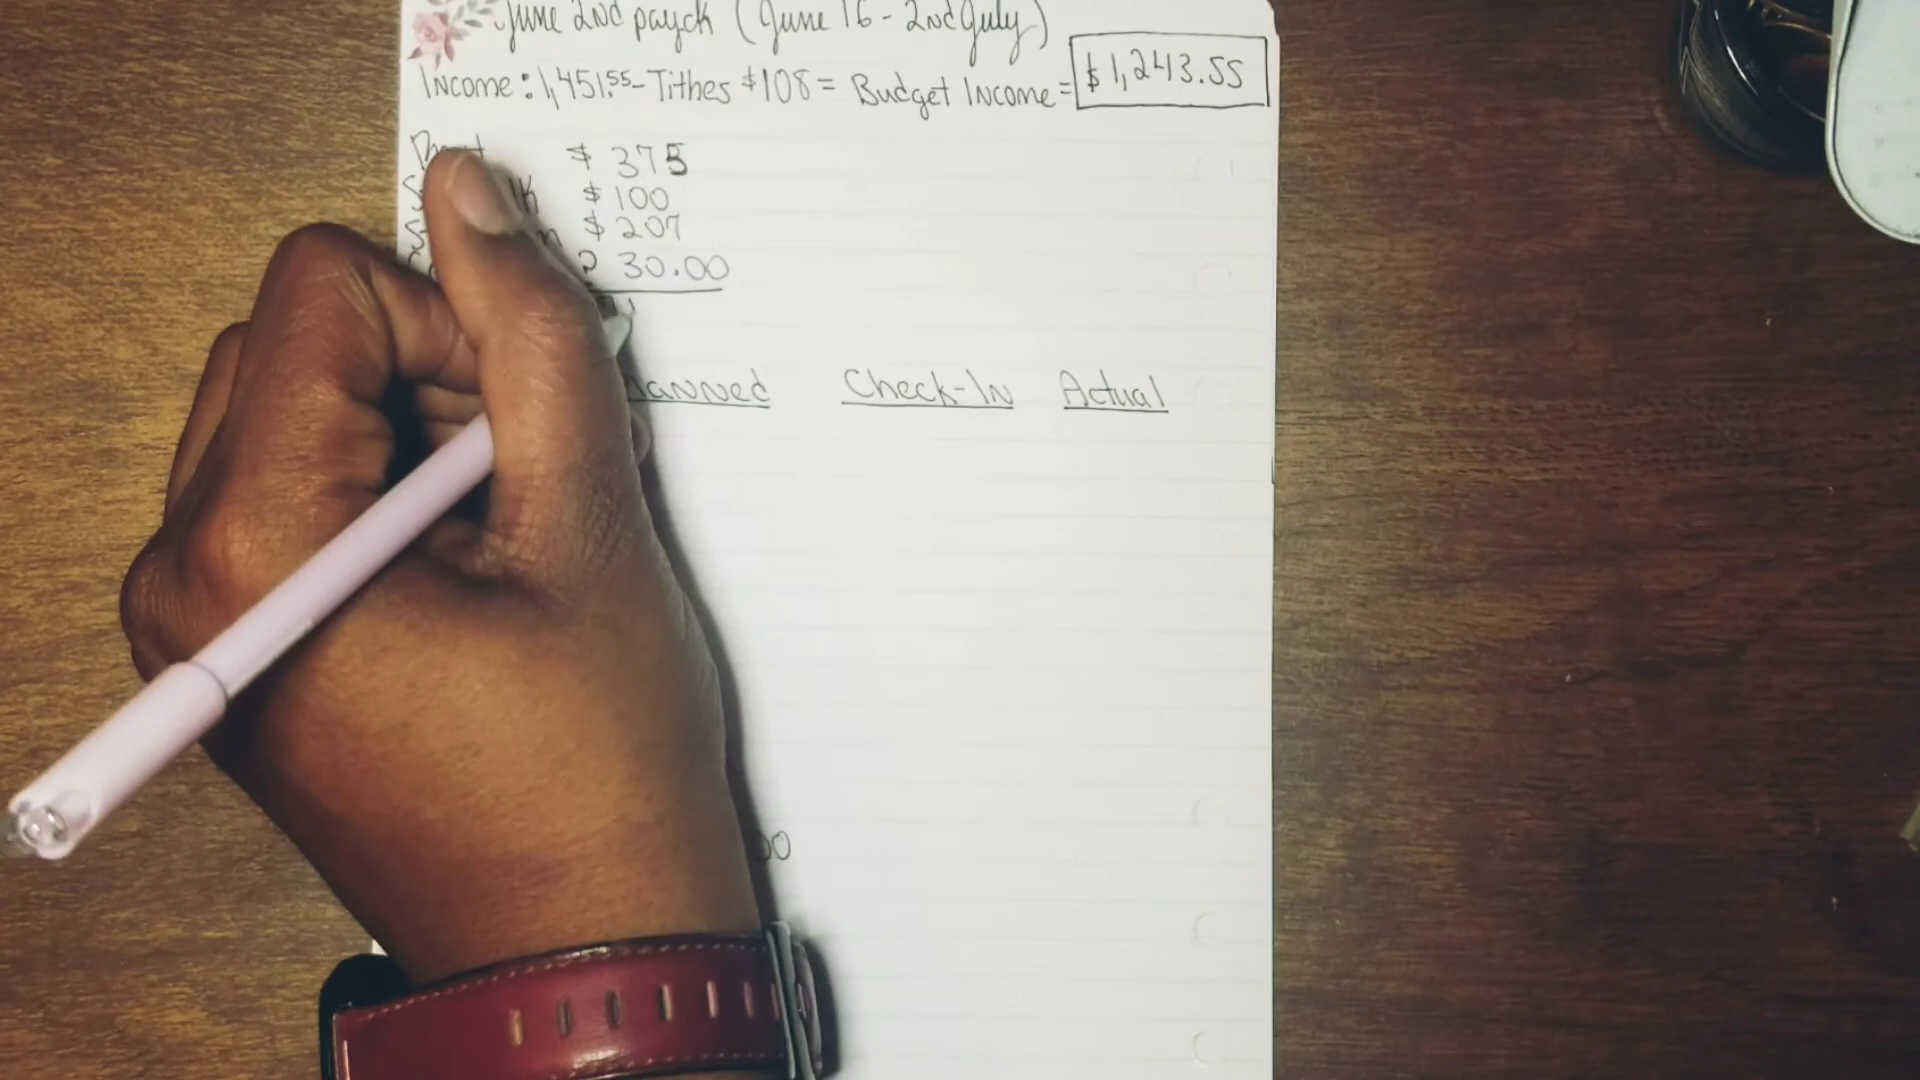 June 2nd payck (June 16 - 2nd July)
Income: 1,451.55 - Tithes $108 = Budget Income = $1,243.55
$ 375
$ 100
$ 207
30.00
Check-In Actual